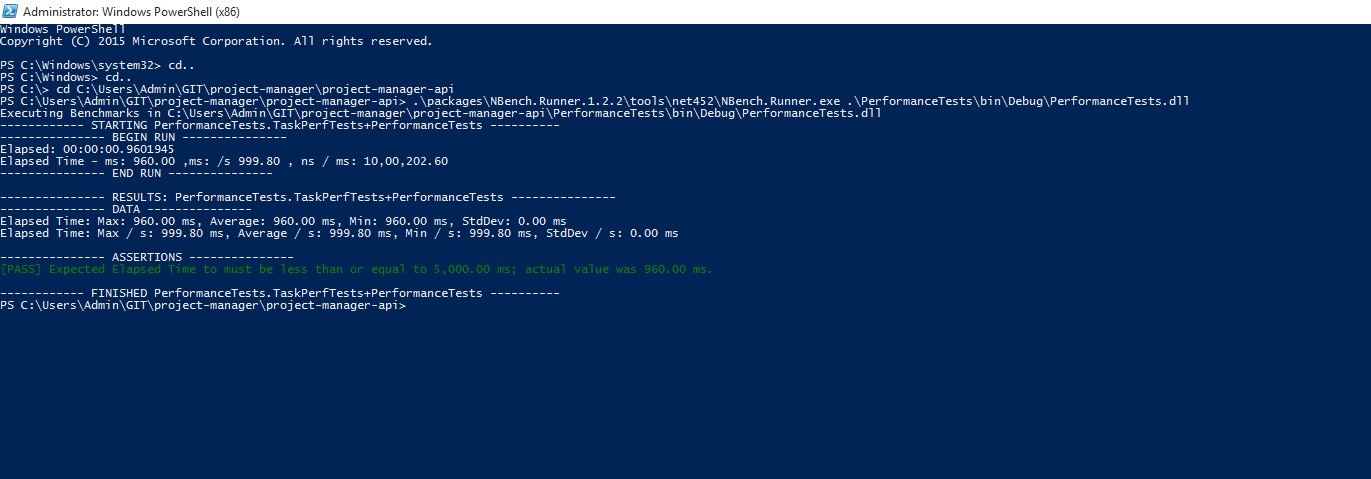 Administrator: Windows PowerShell (x86)
Windows PowerShell
Copyright (C) 2015 Microsoft Corporation. All rights reserved.
PS C:\Windows\system32> cd..
PS C:\Windows> cd..
PS C:\> cd C:\Users\Admin\GIT\project-manager\project-manager-api
PS C:\Users\Admin\GIT\project-manager\project-manager-api> .\packages\NBench.Runner.1.2.2\tools\net452\NBench.Runner.exe .\PerformanceTests\bin\Debug\PerformanceTests.dll
Executing Benchmarks in C:\Users\Admin\GIT\project-manager\project-manager-api\PerformanceTests\bin\Debug\PerformanceTests.dll
------------ STARTING PerformanceTests.TaskPerfTests+PerformanceTests ----------
--------------- BEGIN RUN ---------------
Elapsed: 00:00:00.9601945
Elapsed Time - ms: 960.00 ,ms: /s 999.80 , ns / ms: 10,00,202.60
--------------- END RUN ---------------
--------------- RESULTS: PerformanceTests.TaskPerfTests+PerformanceTests ---------------
--------------- DATA ---------------
Elapsed Time: Max: 960.00 ms, Average: 960.00 ms, Min: 960.00 ms, StdDev: 0.00 ms
Elapsed Time: Max / s: 999.80 ms, Average / s: 999.80 ms, Min / s: 999.80 ms, StdDev / s: 0.00 ms
--------------- ASSERTIONS ---------------
[PASS] Expected Elapsed Time to must be less than or equal to 5,000.00 ms; actual value was 960.00 ms.
------------ FINISHED PerformanceTests.TaskPerfTests+PerformanceTests ----------
PS C:\Users\Admin\GIT\project-manager\project-manager-api>